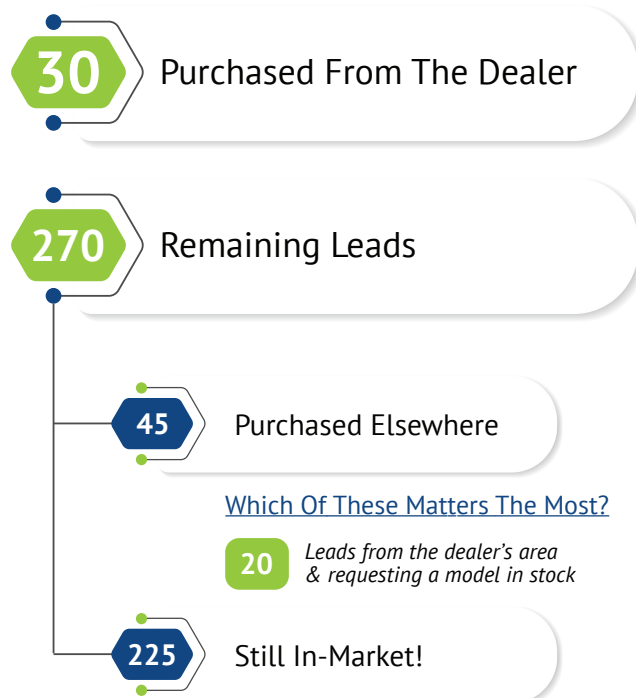 30
Purchased From The Dealer
270
Remaining Leads
45
Purchased Elsewhere
Which Of These Matters The Most?
20
Leads from the dealer's area
& requesting a model in stock
225
Still In-Market!